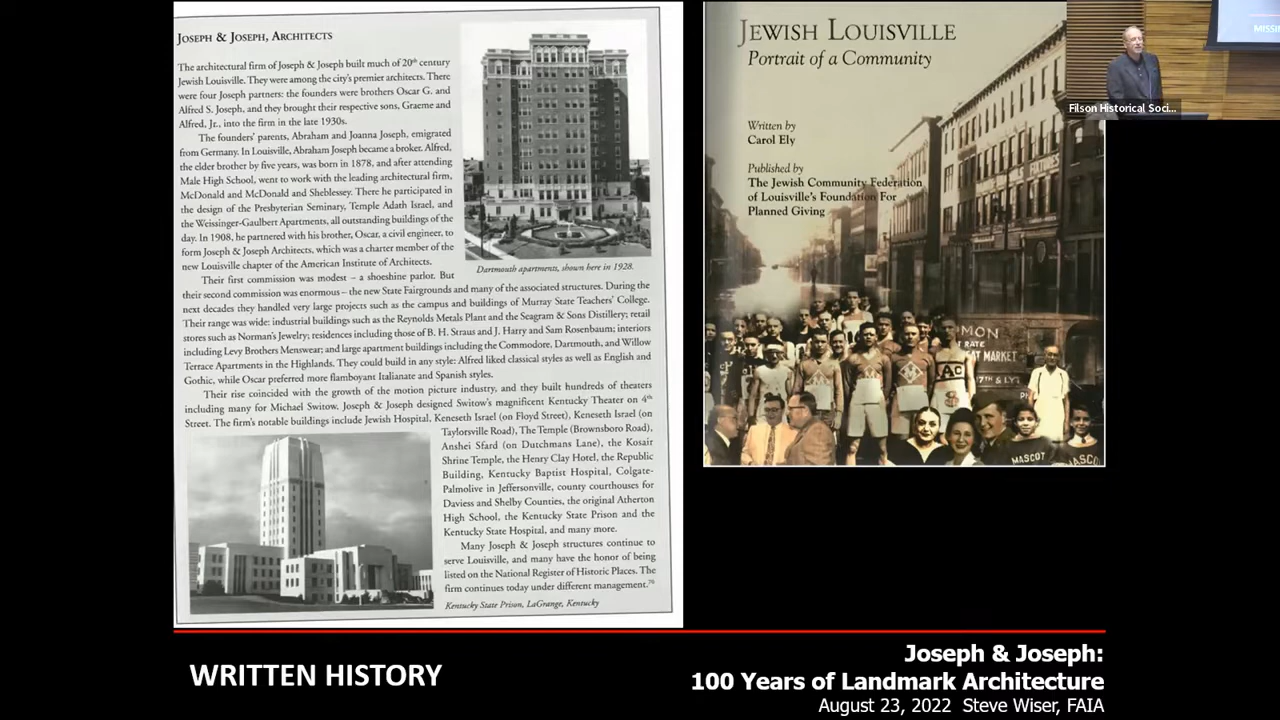 JOSEPH & JOSEPH, ARCHITECTS
The architectural firm of Joseph & Joseph built much of 20th century
Jewish Louisville. They were among the city's premier architects. There
were four Joseph partners: the founders were brothers Oscar G. and
Alfred S. Joseph, and they brought their respective sons, Graeme and
Alfred, Jr., into the firm in the late 1930s.
The founders' parents, Abraham and Joanna Joseph, emigrated
from Germany. In Louisville, Abraham Joseph became a broker. Alfred,
the elder brother by five years, was born in 1878, and after attending
Male High School, went to work with the leading architectural firm,
McDonald and McDonald and Sheblessey. There he participated in
the design of the Presbyterian Seminary, Temple Adath Israel, and
the Weissinger-Gaulbert Apartments, all outstanding buildings of the
day. In 1908, he partnered with his brother, Oscar, a civil engineer, to
form Joseph & Joseph Architects, which was a charter member of the
new Louisville chapter of the American Institute of Architects.
Their first commission was modest – a shoeshine parlor. But
their second commission was enormous – the new State Fairgrounds and many of the associated structures. During the
next decades they handled very large projects such as the campus and buildings of Murray State Teachers' College.
Their range was wide: industrial buildings such as the Reynolds Metals Plant and the Seagram & Sons Distillery; retail
stores such as Norman's Jewelry; residences including those of B. H. Straus and J. Harry and Sam Rosenbaum; interiors
including Levy Brothers Menswear; and large apartment buildings including the Commodore, Dartmouth, and Willow
Terrace Apartments in the Highlands. They could build in any style: Alfred liked classical styles as well as English and
Gothic, while Oscar preferred more flamboyant Italianate and Spanish styles.
Their rise coincided with the growth of the motion picture industry, and they built hundreds of theaters
including many for Michael Switow. Joseph & Joseph designed Switow's magnificent Kentucky Theater on 4th
Street. The firm's notable buildings include Jewish Hospital, Keneseth Israel (on Floyd Street), Keneseth Israel (on
Taylorsville Road), The Temple (Brownsboro Road),
Anshei Sfard (on Dutchmans Lane), the Kosair
Shrine Temple, the Henry Clay Hotel, the Republic
Building, Kentucky Baptist Hospital, Colgate-
Palmolive in Jeffersonville, county courthouses for
Daviess and Shelby Counties, the original Atherton
High School, the Kentucky State Prison and the
Kentucky State Hospital, and many more.
Many Joseph & Joseph structures continue to
serve Louisville, and many have the honor of being
listed on the National Register of Historic Places. The
firm continues today under different management.76
Dartmouth apartments, shown here in 1928.
Kentucky State Prison, LaGrange, Kentucky
JEWISH LOUISVILLE
Portrait of a Community
Written by
Carol Ely
Published by
The Jewish Community Federation
of Louisville's Foundation For
Planned Giving
MON
RATE
EAT MARKET
17TH & LY
AC
MASCOT
MASCO
MISSIN
Filson Historical Soci...
WRITTEN HISTORY
Joseph & Joseph:
100 Years of Landmark Architecture
August 23, 2022 Steve Wiser, FAIA